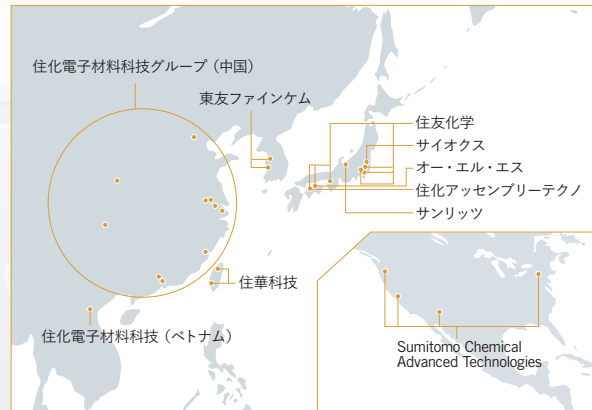 住化電子材料科技グループ（中国）
東友ファインケム
住友化学
サイオクス
オー・エル・エス
住化アッセンブリーテクノ
サンリッツ
住華科技
住化電子材料科技（ベトナム）
Sumitomo Chemical
Advanced Technologies